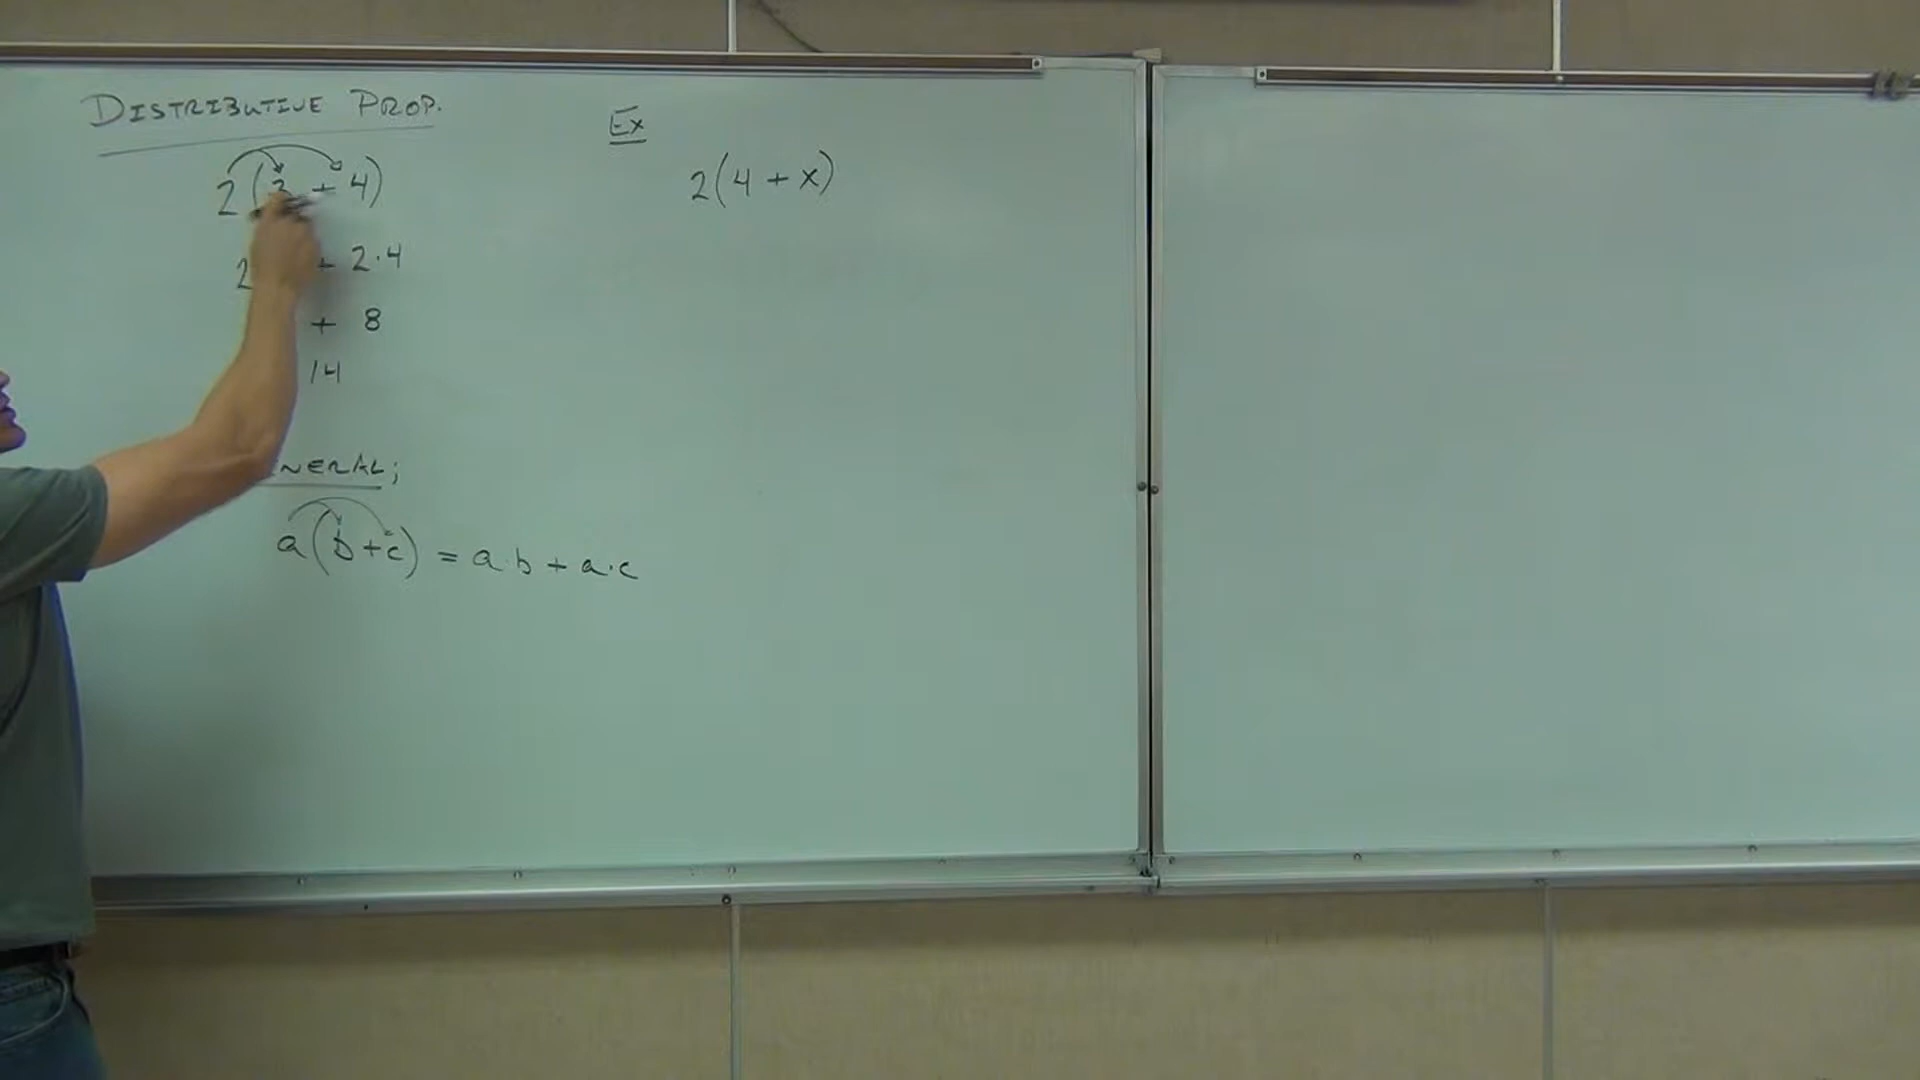 DISTRIBUTIVE PROP.
2(3 + 4)
2 + 2·4
+ 8
14
NERAL;
a(b+c) = a·b + a·c
Ex
2(4 + x)